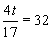 4t/17 = 32